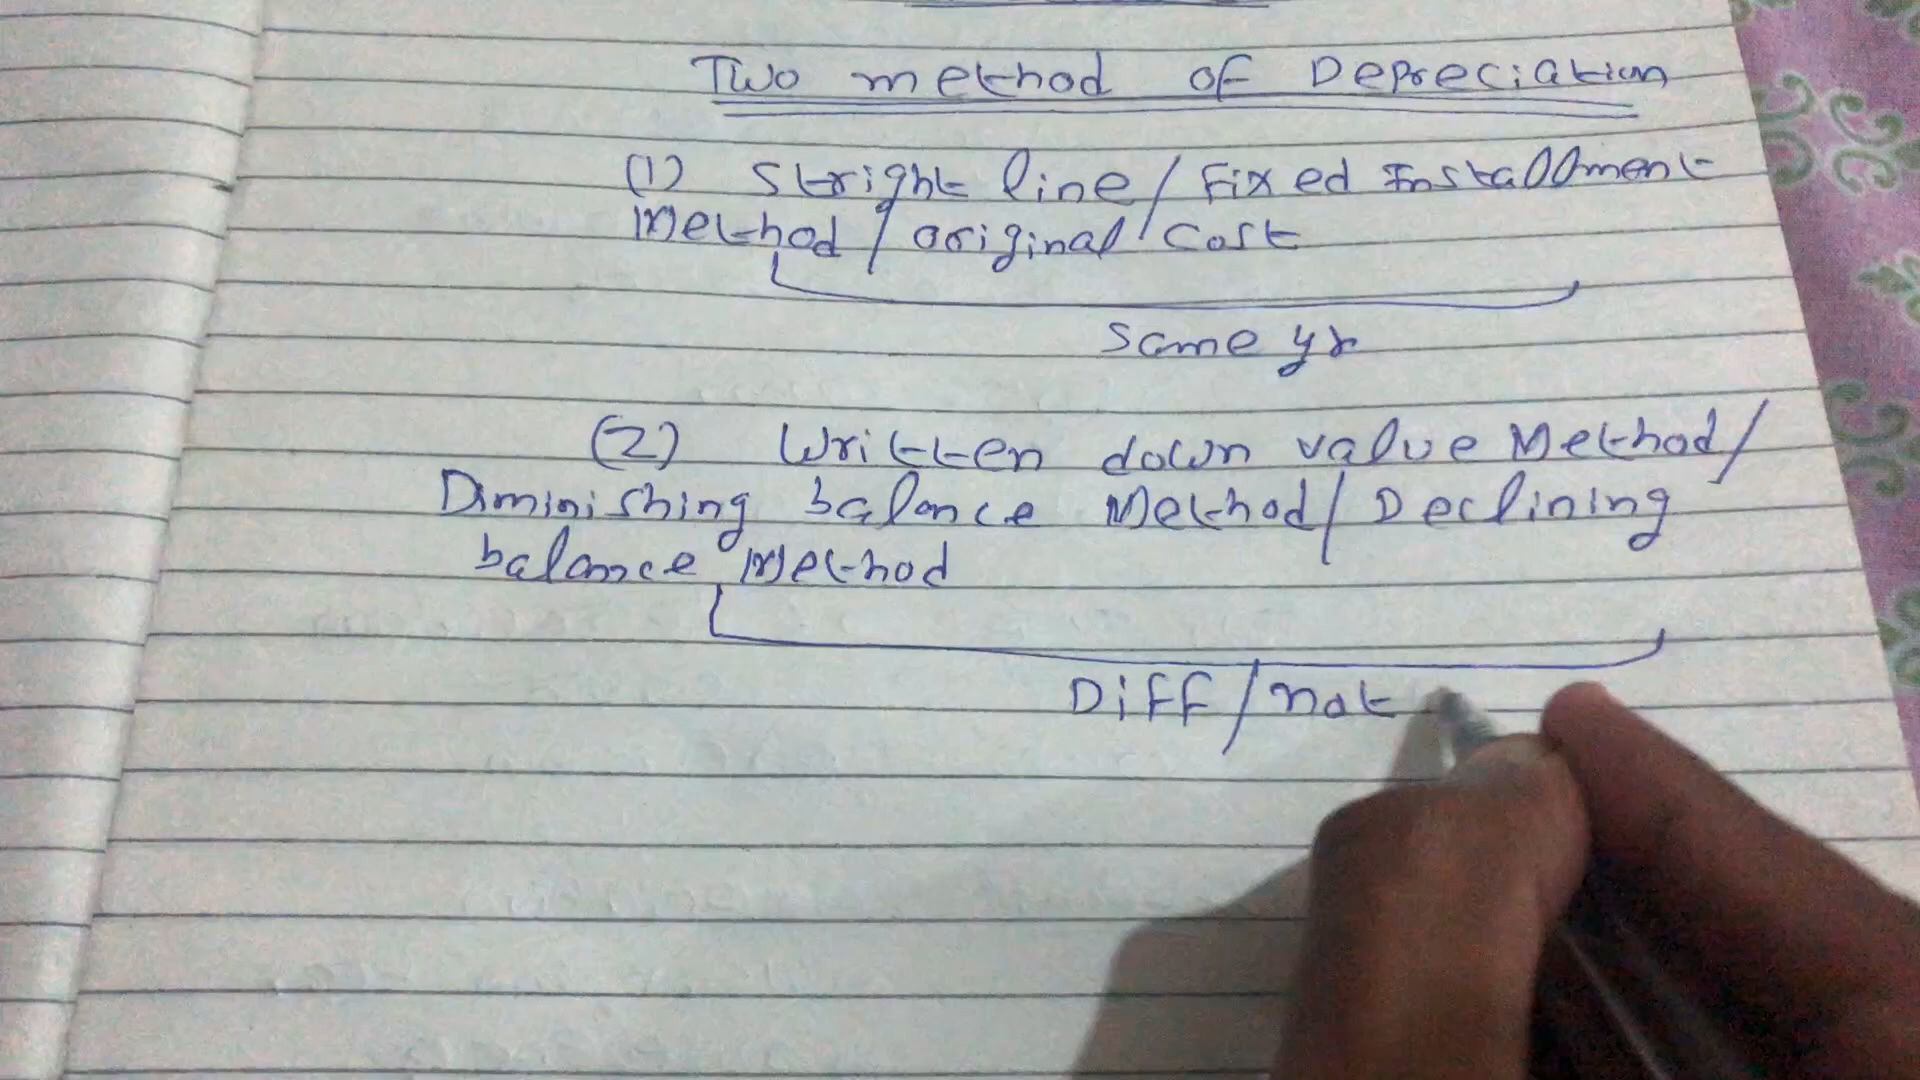 Two method of Depreciation
(1) Stright line / Fixed Installment
Method / original cost
Same yr
(2) Written down value Method/
Diminishing balance Method / Declining
balance Method
Diff / not